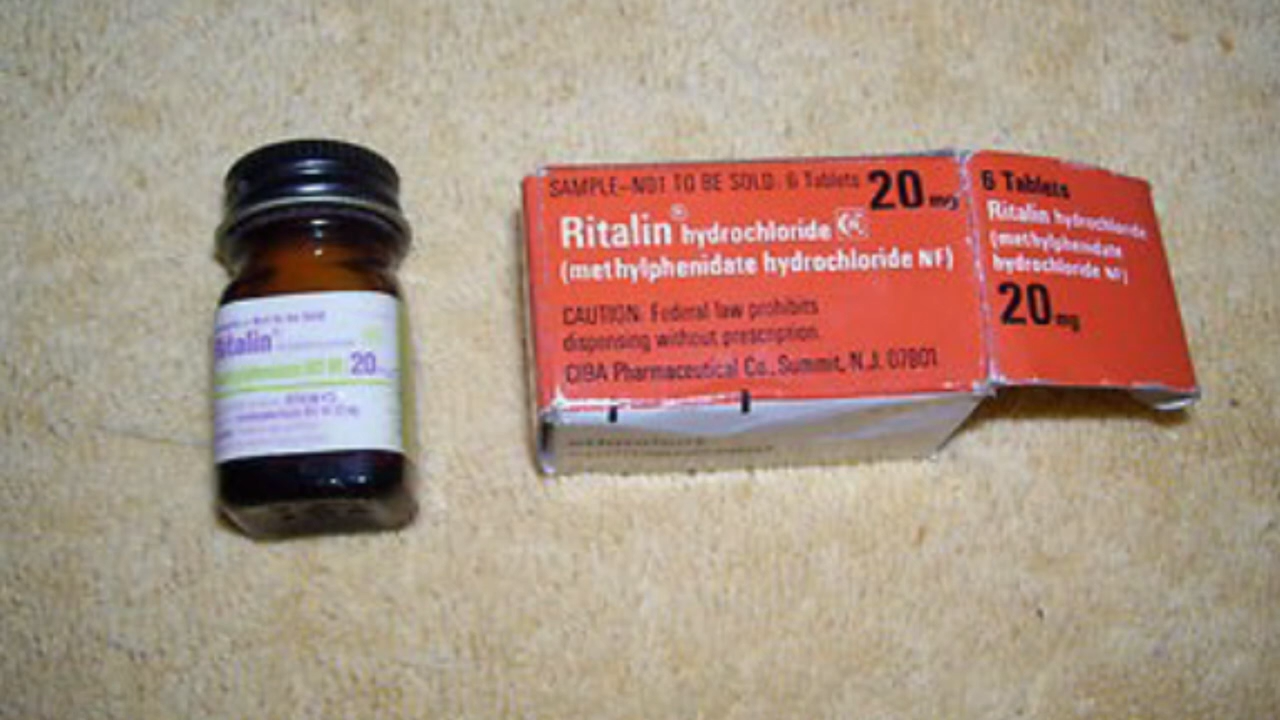 Ritalin
20
SAMPLE-NOT TO BE SOLD. 6 Tablets 20 mg
Ritalin® hydrochloride C
(methylphenidate hydrochloride NF)
CAUTION: Federal law prohibits
dispensing without prescription.
CIBA Pharmaceutical Co., Summit, N.J. 07901
6 Tablets
Ritalin hydrochloride
(methylphenidate
hydrochloride NF)
20 mg